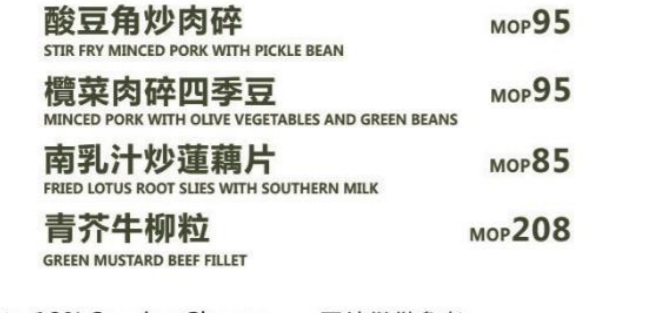 酸豆角炒肉碎 MOP95
STIR FRY MINCED PORK WITH PICKLE BEAN
欖菜肉碎四季豆 MOP95
MINCED PORK WITH OLIVE VEGETABLES AND GREEN BEANS
南乳汁炒蓮藕片 MOP85
FRIED LOTUS ROOT SLIES WITH SOUTHERN MILK
青芥牛柳粒 MOP208
GREEN MUSTARD BEEF FILLET